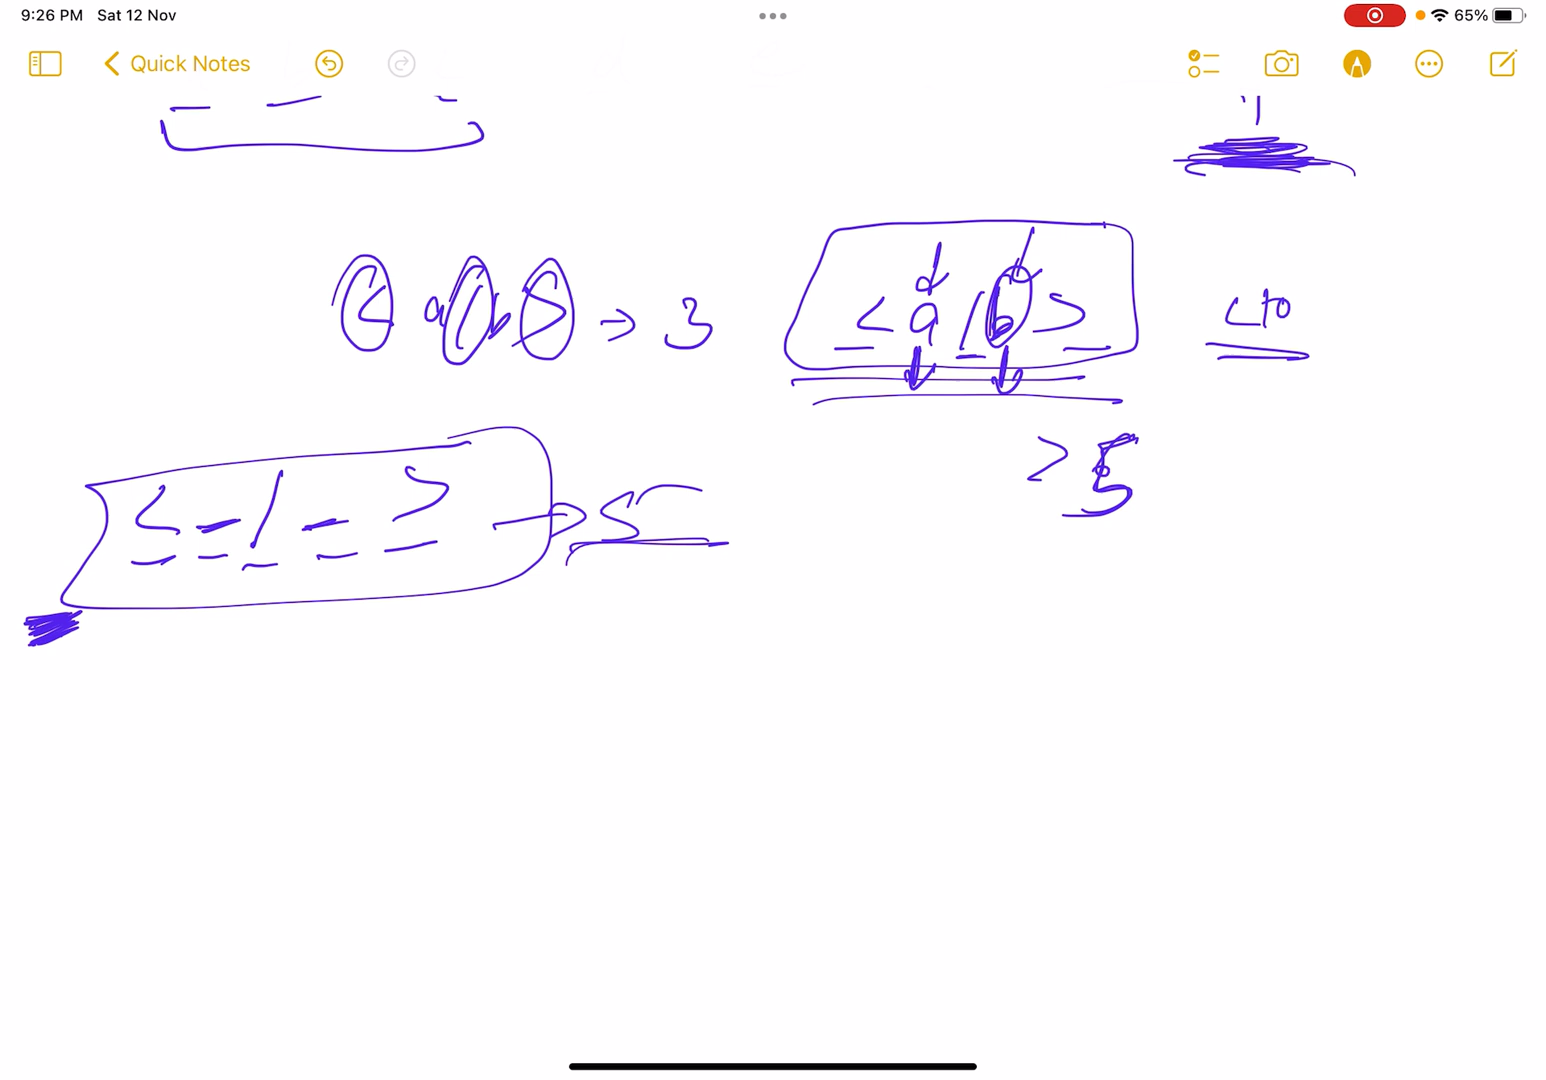 9:26 PM Sat 12 Nov
65%
Quick Notes
< a / b > → 3
< a / b >
< 10
> 5
< - / - > → 5